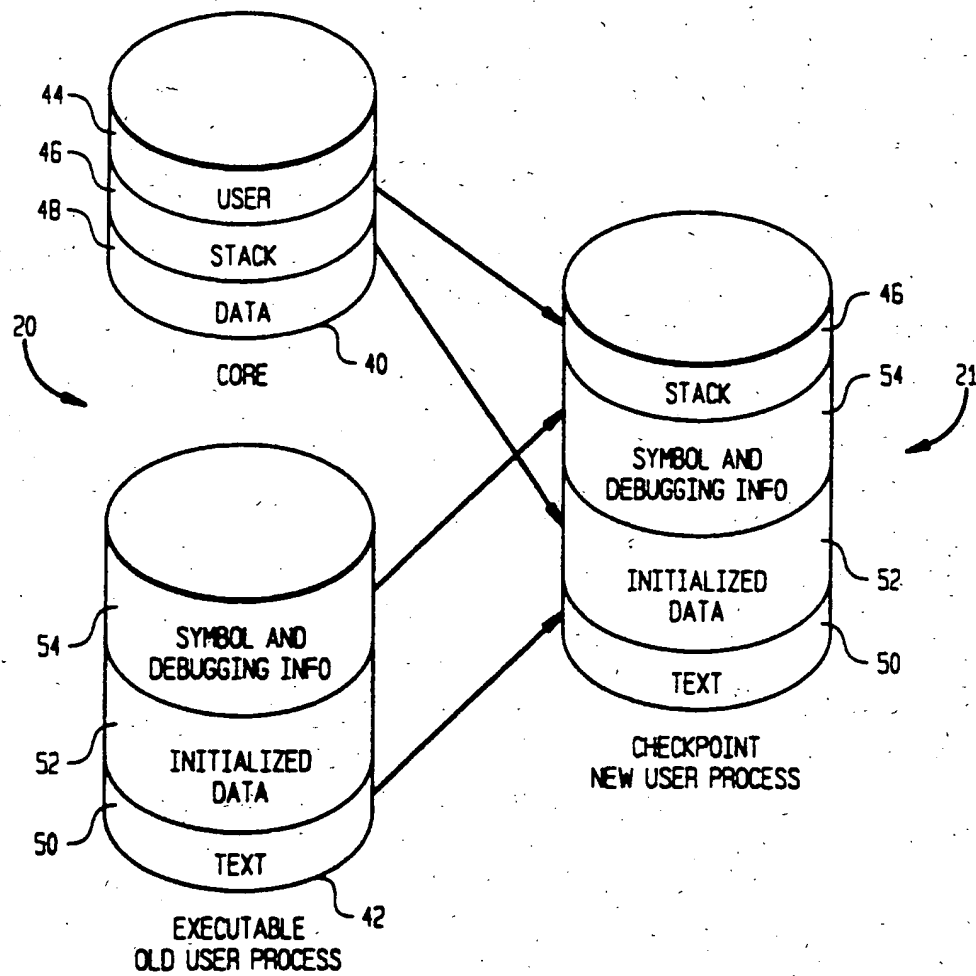 44
46
48
USER
STACK
DATA
40
CORE
20
46
54
21
STACK
SYMBOL AND
DEBUGGING INFO
INITIALIZED
DATA
52
50
TEXT
CHECKPOINT
NEW USER PROCESS
54
SYMBOL AND
DEBUGGING INFO
52
INITIALIZED
DATA
50
TEXT
42
EXECUTABLE
OLD USER PROCESS